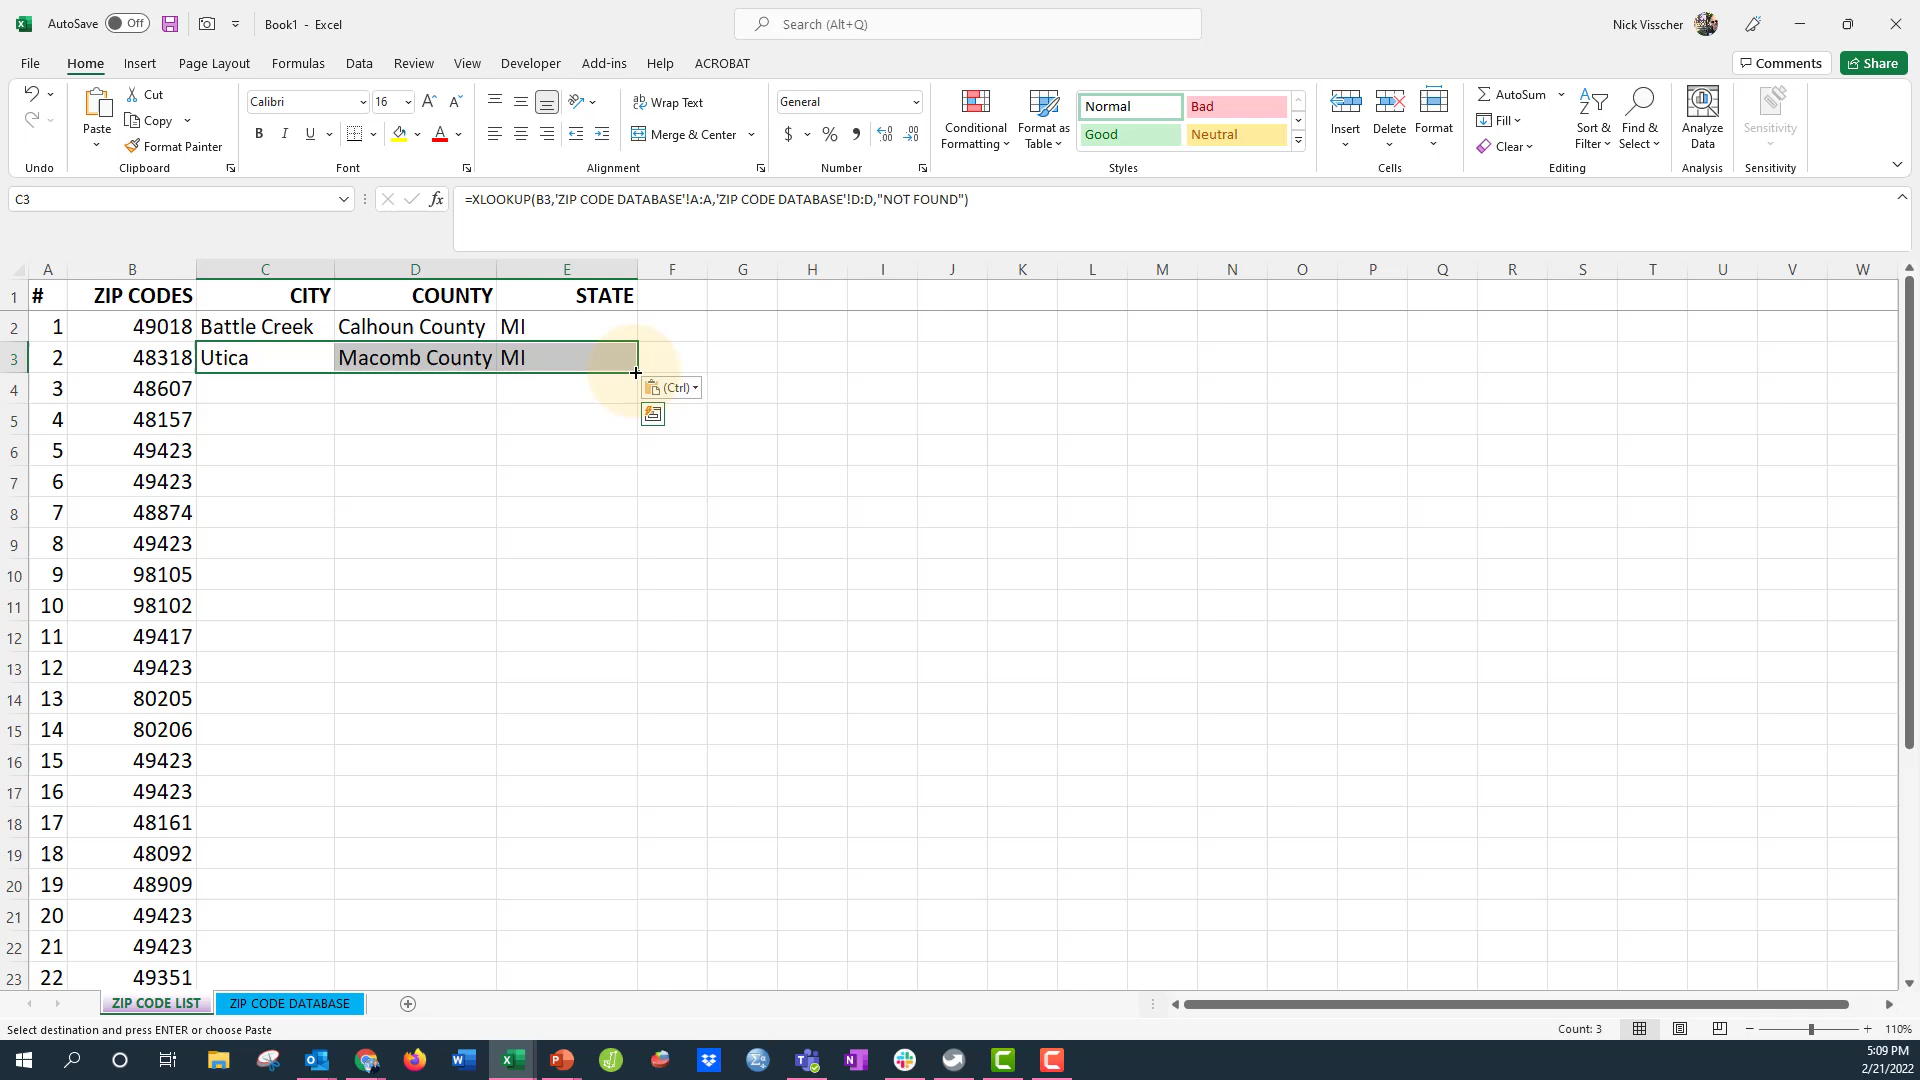 AutoSave Off Book1 - Excel Search (Alt+Q) Nick Visscher
File Home Insert Page Layout Formulas Data Review View Developer Add-ins Help ACROBAT Comments Share
Paste Cut Copy Format Painter
Calibri 16 B I U
Wrap Text Merge & Center
General $ %
Conditional Formatting Format as Table
Normal Bad Good Neutral
Insert Delete Format
AutoSum Fill Clear Sort & Filter Find & Select
Analyze Data Sensitivity
Undo Clipboard Font Alignment Number Styles Cells Editing Analysis Sensitivity
C3 fx =XLOOKUP(B3,'ZIP CODE DATABASE'!A:A,'ZIP CODE DATABASE'!D:D,"NOT FOUND")
A B C D E F G H I J K L M N O P Q R S T U V W
1 # ZIP CODES CITY COUNTY STATE
2 1 49018 Battle Creek Calhoun County MI
3 2 48318 Utica Macomb County MI
4 3 48607 (Ctrl)
5 4 48157
6 5 49423
7 6 49423
8 7 48874
9 8 49423
10 9 98105
11 10 98102
12 11 49417
13 12 49423
14 13 80205
15 14 80206
16 15 49423
17 16 49423
18 17 48161
19 18 48092
20 19 48909
21 20 49423
22 21 49423
23 22 49351
ZIP CODE LIST ZIP CODE DATABASE
Select destination and press ENTER or choose Paste Count: 3 110%
5:09 PM
2/21/2022